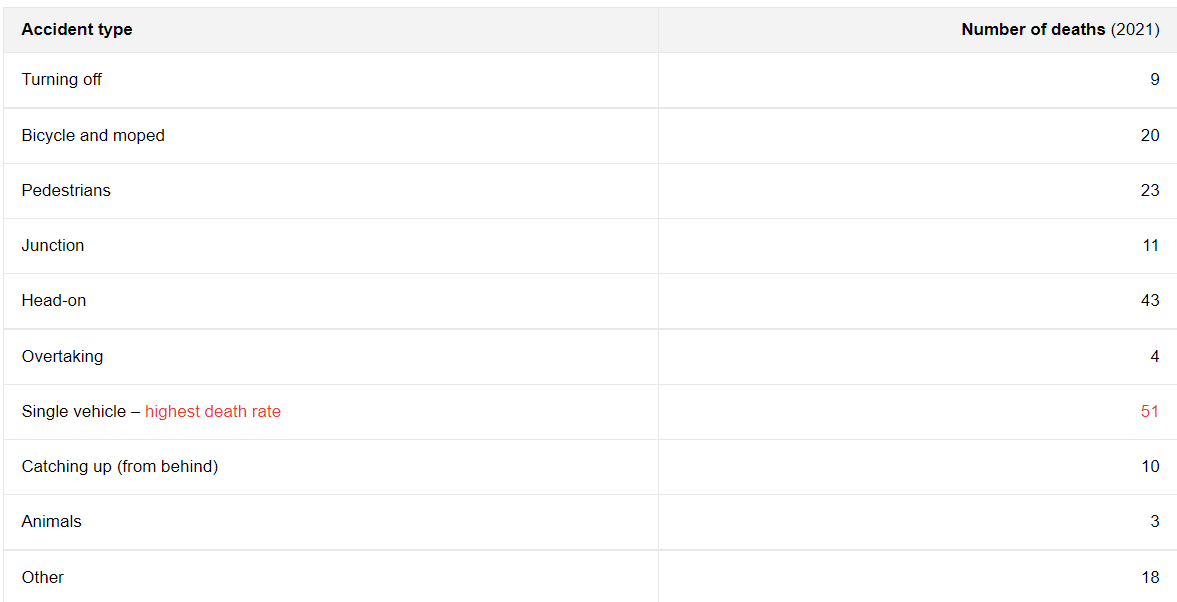 Accident type Number of deaths (2021)
Turning off 9
Bicycle and moped 20
Pedestrians 23
Junction 11
Head-on 43
Overtaking 4
Single vehicle – highest death rate 51
Catching up (from behind) 10
Animals 3
Other 18